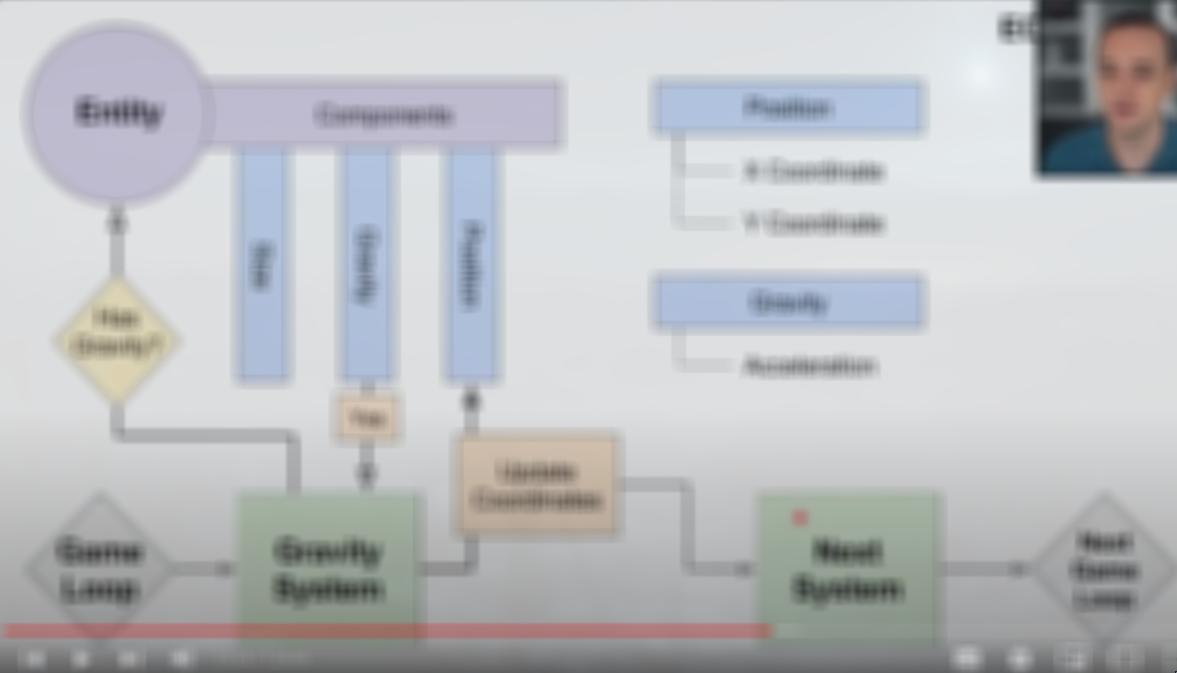 Entity
Components
Position
X Coordinate
Y Coordinate
Size
Gravity
Position
Has
Gravity?
Gravity
Acceleration
Yes
Update
Coordinates
Game
Loop
Gravity
System
Next
System
Next
Game
Loop